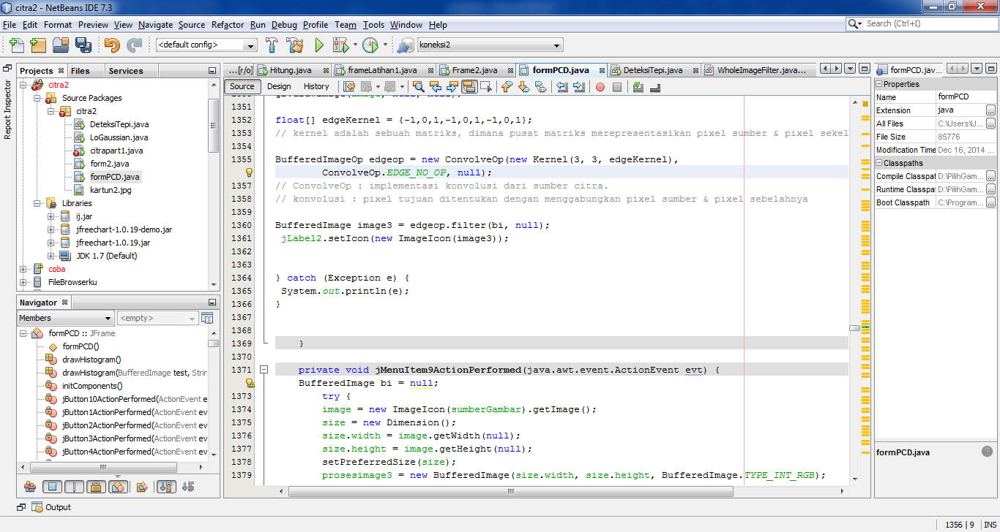 citra2 - NetBeans IDE 7.3
File Edit Format Preview View Navigate Source Refactor Run Debug Profile Team Tools Window Help
Search (Ctrl+I)
<default config>
koneksi2
Report Inspector
Projects Files Services
citra2
Source Packages
citra2
DeteksiTepi.java
LoGaussian.java
citrapart1.java
form2.java
formPCD.java
kartun2.jpg
Libraries
ij.jar
jfreechart-1.0.19-demo.jar
jfreechart-1.0.19.jar
JDK 1.7 (Default)
coba
FileBrowserku
Navigator
Members
<empty>
formPCD :: JFrame
formPCD()
drawHistogram()
drawHistogram(BufferedImage test, Strin
initComponents()
jButton10ActionPerformed(ActionEvent e
jButton1ActionPerformed(ActionEvent ev
jButton2ActionPerformed(ActionEvent ev
jButton3ActionPerformed(ActionEvent ev
jButton4ActionPerformed(ActionEvent ev
...[r/o] Hitung.java frameLatihan1.java Frame2.java formPCD.java DeteksiTepi.java WholeImageFilter.java...
Source Design History
1351
1352 float[] edgeKernel = {-1,0,1,-1,0,1,-1,0,1};
1353 // kernel adalah sebuah matriks, dimana pusat matriks merepresentasikan pixel sumber & pixel sekel
1354
1355 BufferedImageOp edgeop = new ConvolveOp(new Kernel(3, 3, edgeKernel),
ConvolveOp.EDGE_NO_OP, null);
1357 // ConvolveOp : implementasi konvolusi dari sumber citra.
1358 // konvolusi : pixel tujuan ditentukan dengan menggabungkan pixel sumber & pixel sebelahnya
1359
1360 BufferedImage image3 = edgeop.filter(bi, null);
1361 jLabel2.setIcon(new ImageIcon(image3));
1362
1363
1364 } catch (Exception e) {
1365 System.out.println(e);
1366 }
1367
1368
1369 }
1370
1371 private void jMenuItem9ActionPerformed(java.awt.event.ActionEvent evt) {
BufferedImage bi = null;
1373 try {
1374 image = new ImageIcon(sumberGambar).getImage();
1375 size = new Dimension();
1376 size.width = image.getWidth(null);
1377 size.height = image.getHeight(null);
1378 setPreferredSize(size);
1379 prosesimage3 = new BufferedImage(size.width, size.height, BufferedImage.TYPE_INT_RGB);
formPCD.jav...
Properties
Name formPCD
Extension java
All Files C:\Users\U...
File Size 85776
Modification Time Dec 16, 2014 ...
Classpaths
Compile Classpat D:\PilihGam...
Runtime Classpat D:\PilihGam...
Boot Classpath C:\Program...
formPCD.java
Output
1356 | 9 INS